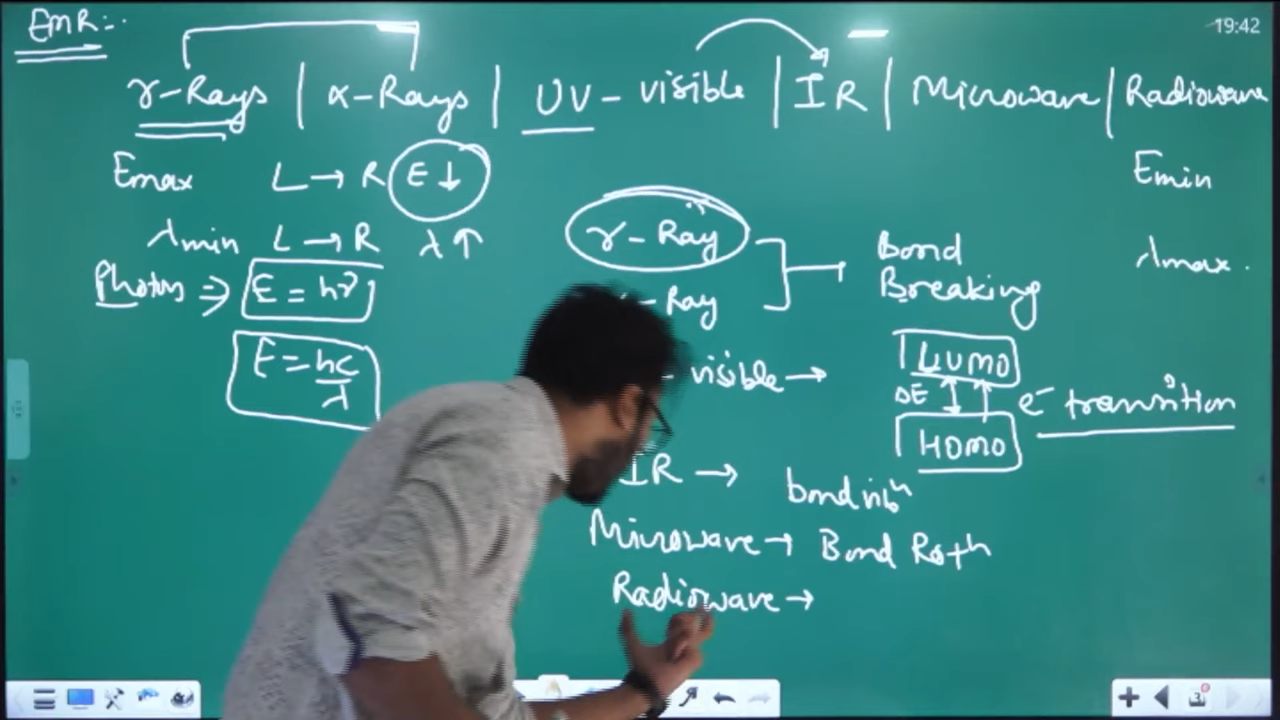 EMR:-
19:42
γ-Rays | x-Rays | UV- visible | IR | Microwave | Radiowave
Emax L → R E ↓ Emin
λmin L → R λ ↑ λmax.
Photons ⇒ E = hν
E = hc/λ
γ-Ray
-Ray
Bond
Breaking
visible →
LUMO
ΔE
e⁻ transition
HOMO
IR → bond vibⁿ
Microwave → Bond Rotⁿ
Radiowave →